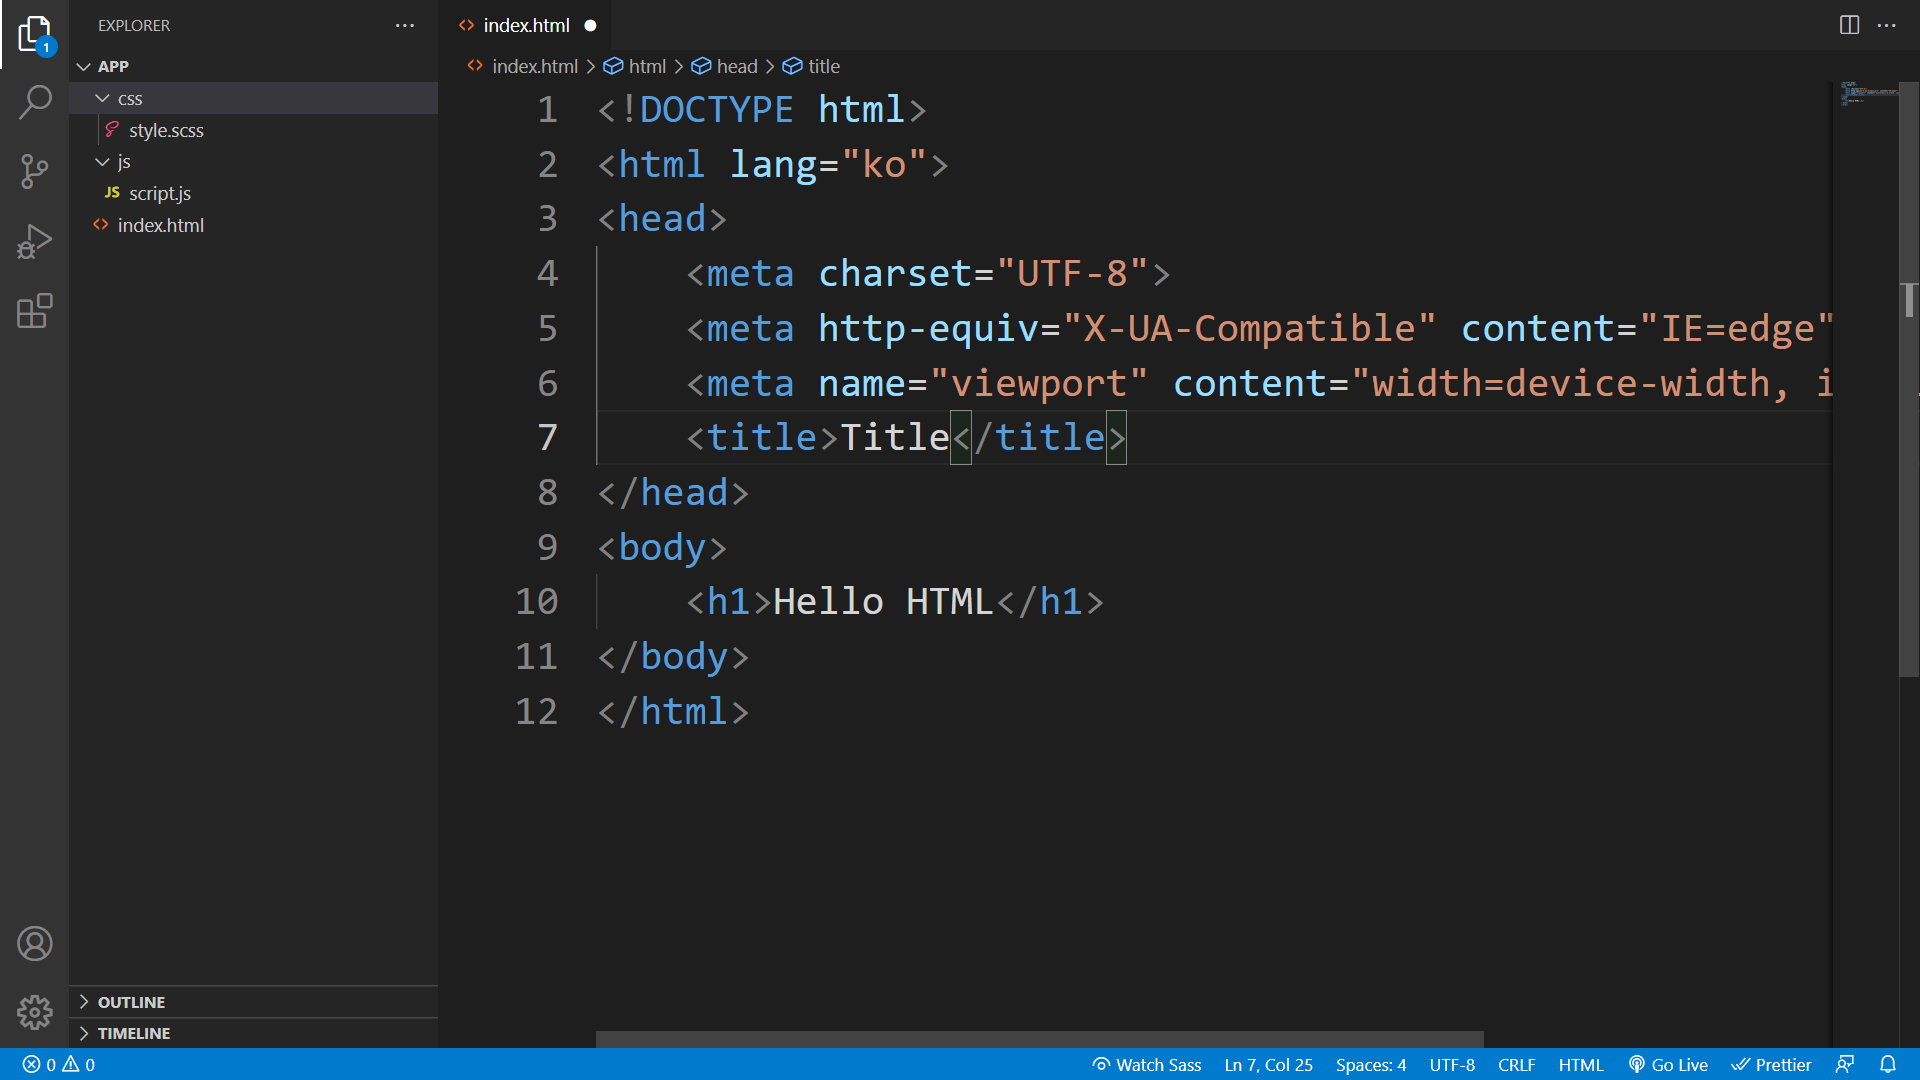 EXPLORER
index.html
1
APP
index.html html head title
css
style.scss
js
JS script.js
index.html
1 <!DOCTYPE html>
2 <html lang="ko">
3 <head>
4 <meta charset="UTF-8">
5 <meta http-equiv="X-UA-Compatible" content="IE=edge"
6 <meta name="viewport" content="width=device-width, i
7 <title>Title</title>
8 </head>
9 <body>
10 <h1>Hello HTML</h1>
11 </body>
12 </html>
OUTLINE
TIMELINE
0 0 Watch Sass Ln 7, Col 25 Spaces: 4 UTF-8 CRLF HTML Go Live Prettier